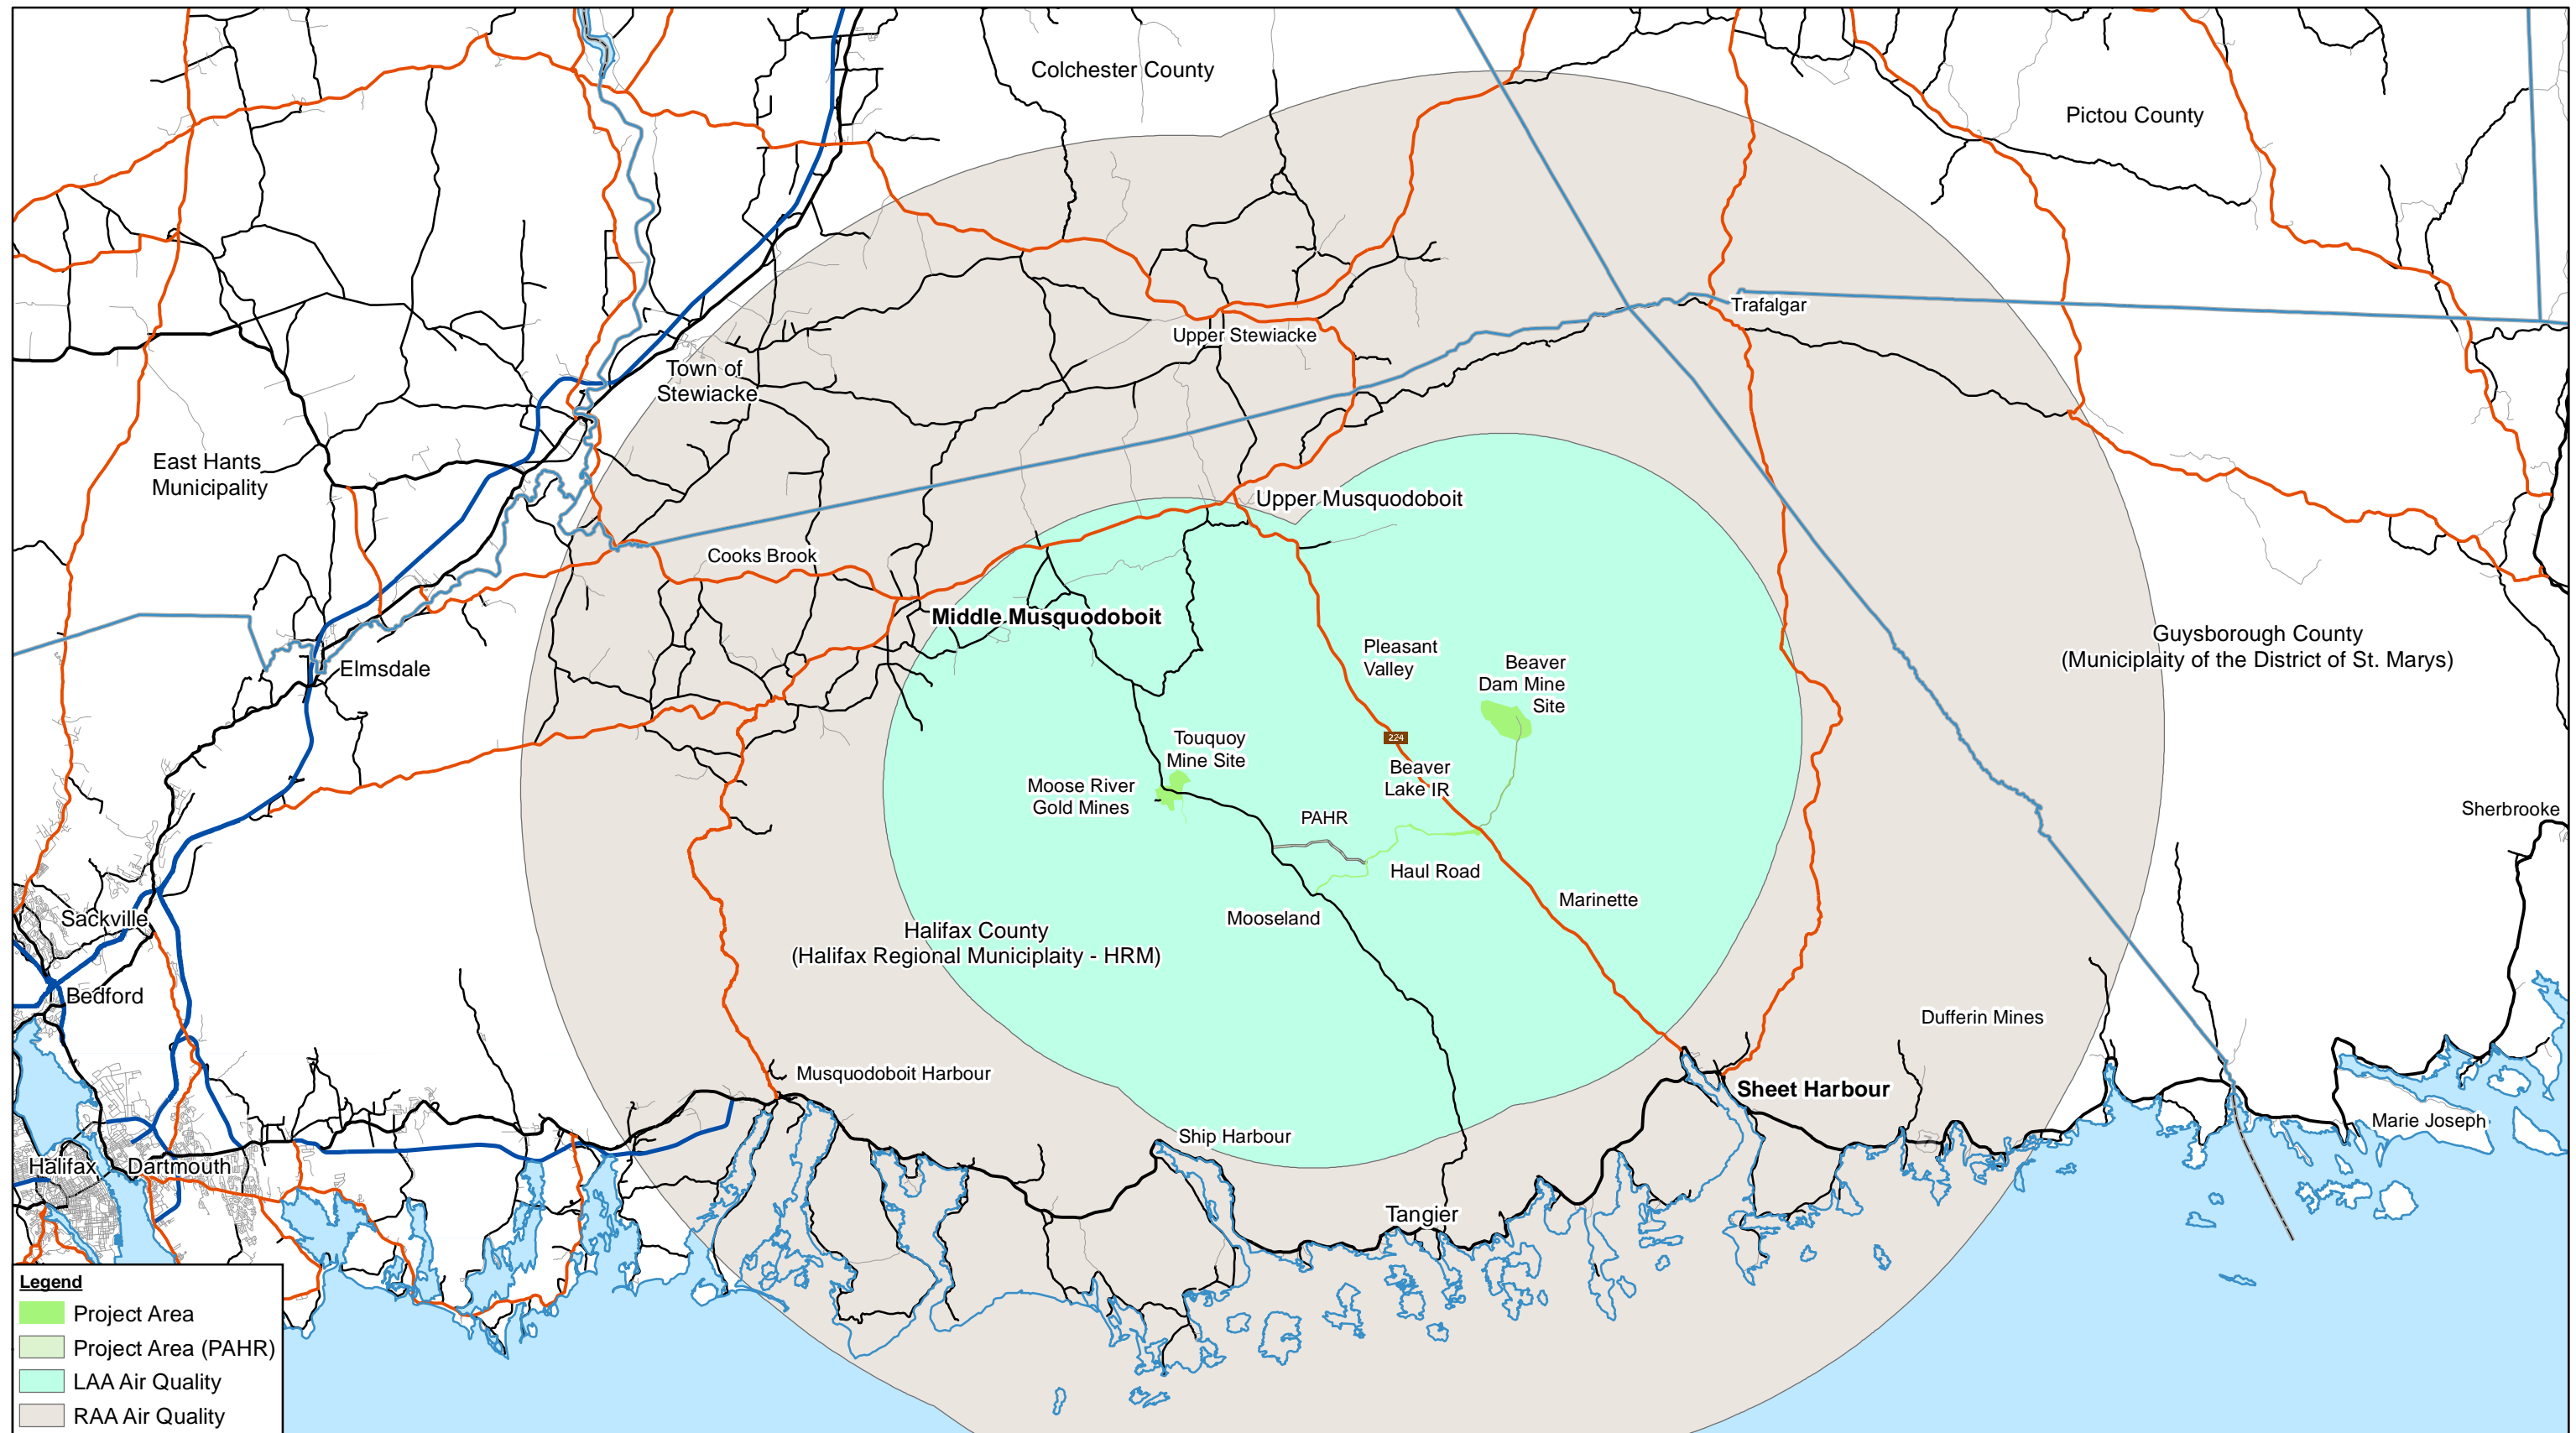 Colchester County
Pictou County
Trafalgar
Upper Stewiacke
Town of
Stewiacke
East Hants
Municipality
Upper Musquodoboit
Cooks Brook
Middle Musquodoboit
Pleasant
Valley
Beaver
Dam Mine
Site
Guysborough County
(Municiplaity of the District of St. Marys)
Elmsdale
224
Touquoy
Mine Site
Beaver
Lake IR
Moose River
Gold Mines
PAHR
Sherbrooke
Haul Road
Marinette
Mooseland
Sackville
Halifax County
(Halifax Regional Municiplaity - HRM)
Bedford
Dufferin Mines
Musquodoboit Harbour
Sheet Harbour
Marie Joseph
Ship Harbour
Halifax
Dartmouth
Tangier
Legend
Project Area
Project Area (PAHR)
LAA Air Quality
RAA Air Quality